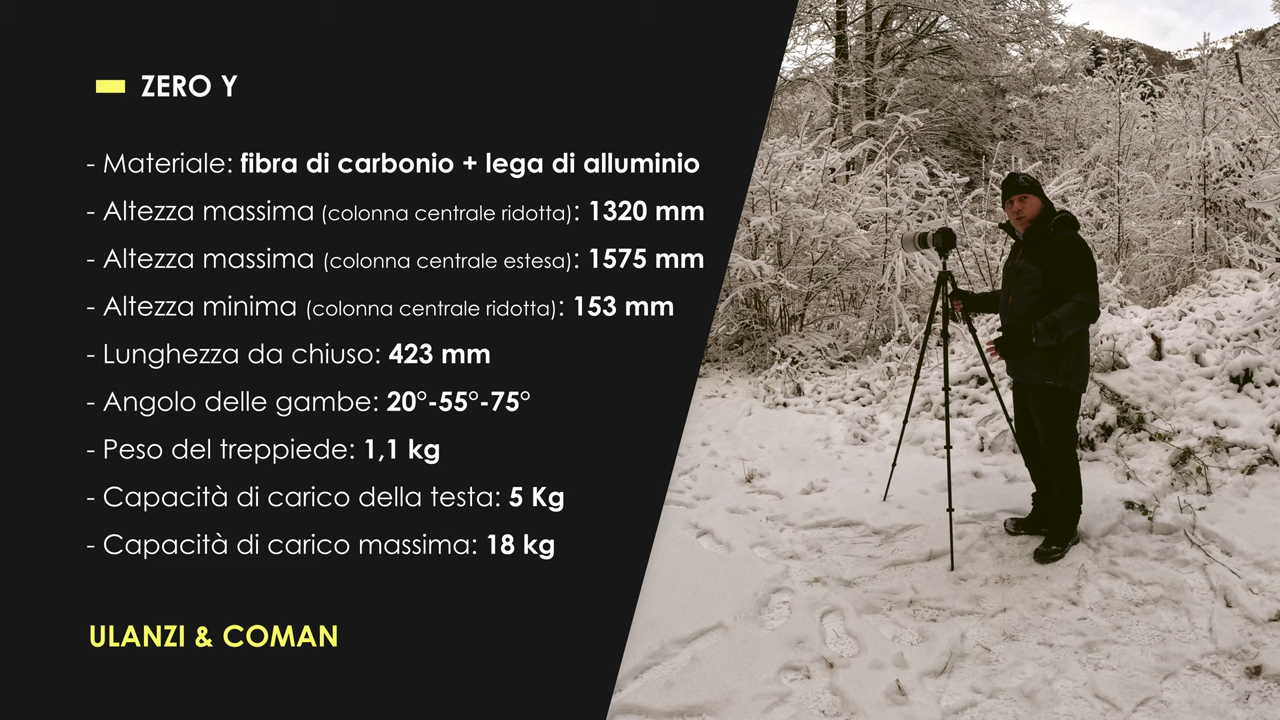 ZERO Y
- Materiale: fibra di carbonio + lega di alluminio
- Altezza massima (colonna centrale ridotta): 1320 mm
- Altezza massima (colonna centrale estesa): 1575 mm
- Altezza minima (colonna centrale ridotta): 153 mm
- Lunghezza da chiuso: 423 mm
- Angolo delle gambe: 20°-55°-75°
- Peso del treppiede: 1,1 kg
- Capacità di carico della testa: 5 Kg
- Capacità di carico massima: 18 kg
ULANZI & COMAN